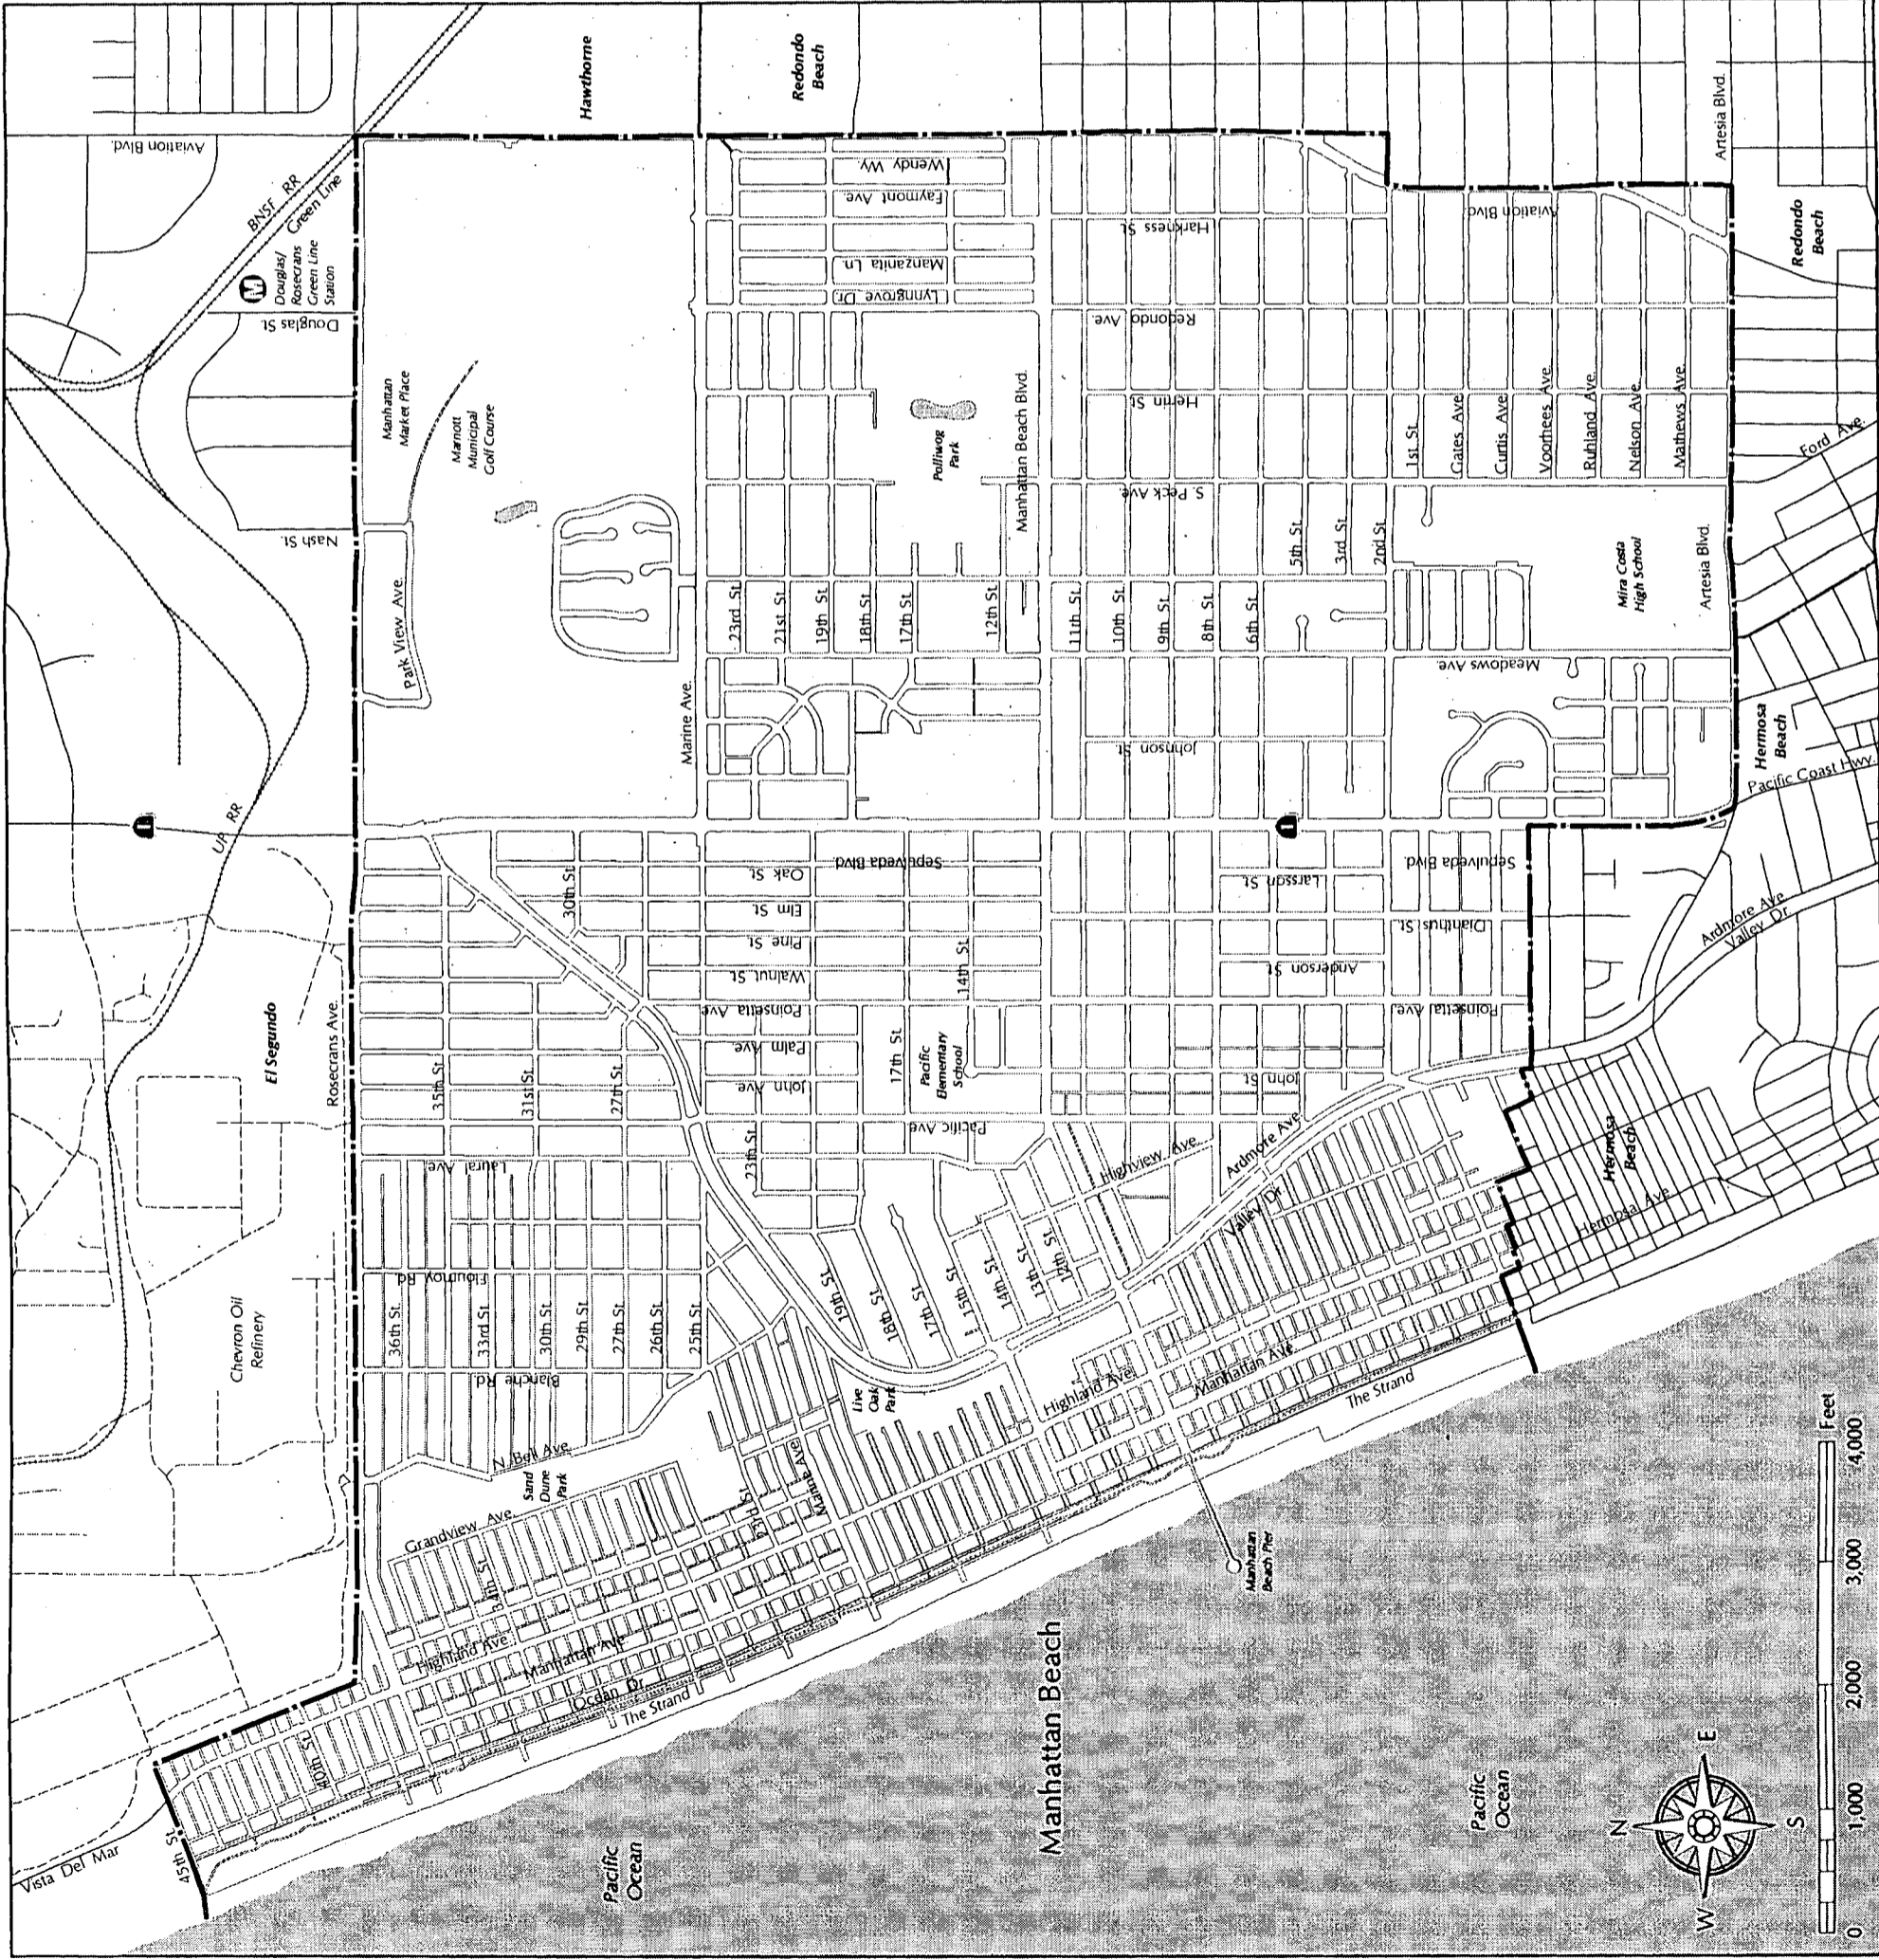 Vista Del Mar
45th St.
40th St.
Pacific
Ocean
The Strand
Ocean Dr.
Manhattan Ave.
Highland Ave.
34th St.
Grandview Ave.
Sand
Dune
Park
N. Bell Ave.
Blanche Rd.
Flournoy Rd.
Laural Ave.
36th St.
33rd St.
30th St.
29th St.
27th St.
26th St.
25th St.
35th St.
31st St.
27th St.
30th St.
Chevron Oil
Refinery
El Segundo
Rosecrans Ave.
UP RR
1
Nash St.
Douglas St.
M
Douglas/
Rosecrans
Green Line
Station
BNSF RR
Green Line
Aviation Blvd.
Hawthorne
Redondo
Beach
Manhattan
Market Place
Marriott
Municipal
Golf Course
Park View Ave.
Marine Ave.
Wendy Wy.
Faymont Ave.
Manzanita Ln.
Lynngrove Dr.
Polliwog
Park
23rd St.
21st St.
19th St.
18th St.
17th St.
12th St.
Manhattan Beach Blvd.
Harkness St.
Redondo Ave.
Herrin St.
S. Peck Ave.
11th St.
10th St.
9th St.
8th St.
6th St.
5th St.
3rd St.
2nd St.
Johnson St.
Meadows Ave.
Aviation Blvd.
1st St.
Gates Ave.
Curtis Ave.
Voorhees Ave.
Ruhland Ave.
Nelson Ave.
Mathews Ave.
Mira Costa
High School
Artesia Blvd.
Artesia Blvd.
Redondo
Beach
Ford Ave.
Hermosa
Beach
Pacific Coast Hwy.
Ardmore Ave.
Valley Dr.
Sepulveda Blvd.
Oak St.
Elm St.
Pine St.
Walnut St.
Poinsetta Ave.
Palm Ave.
John Ave.
Pacific Ave.
17th St.
14th St.
Pacific
Elementary
School
23th St.
1
Sepulveda Blvd.
Larsson St.
Dianthus St.
Anderson St.
Poinsettal Ave.
John St.
Ardmore Ave.
Valley Dr.
Highview Ave.
19th St.
18th St.
17th St.
15th St.
14th St.
13th St.
12th St.
Live
Oak
Park
23rd St.
Marine Ave.
Highland Ave.
Manhattan Ave.
The Strand
Hermosa
Beach
Hermosa Ave.
Manhattan
Beach Pier
Manhattan Beach
Pacific
Ocean
N
E
S
W
0 1,000 2,000 3,000 4,000
Feet